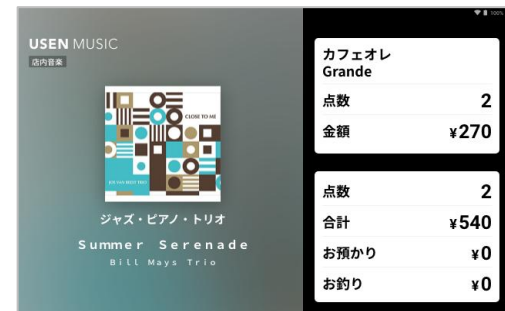 USEN MUSIC
店内音楽
CLOSE TO ME
ジャズ・ピアノ・トリオ
Summer Serenade
Bill Mays Trio
100%
カフェオレ
Grande
点数 2
金額 ¥270
点数 2
合計 ¥540
お預かり ¥0
お釣り ¥0